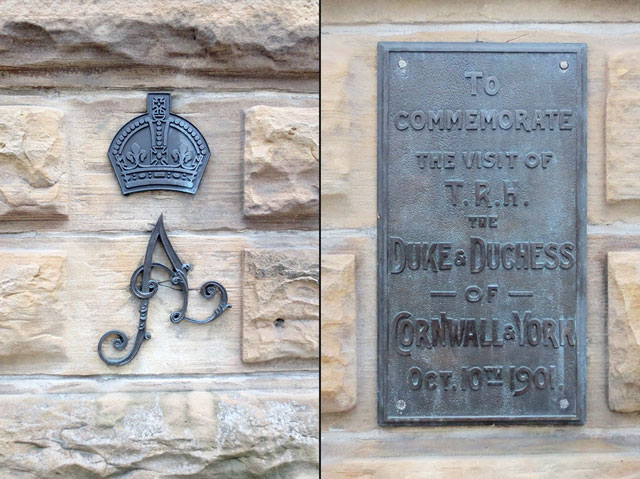 A
TO
COMMEMORATE
THE VISIT OF
T.R.H.
THE
DUKE & DUCHESS
— OF —
CORNWALL & YORK
OCT. 10TH 1901.